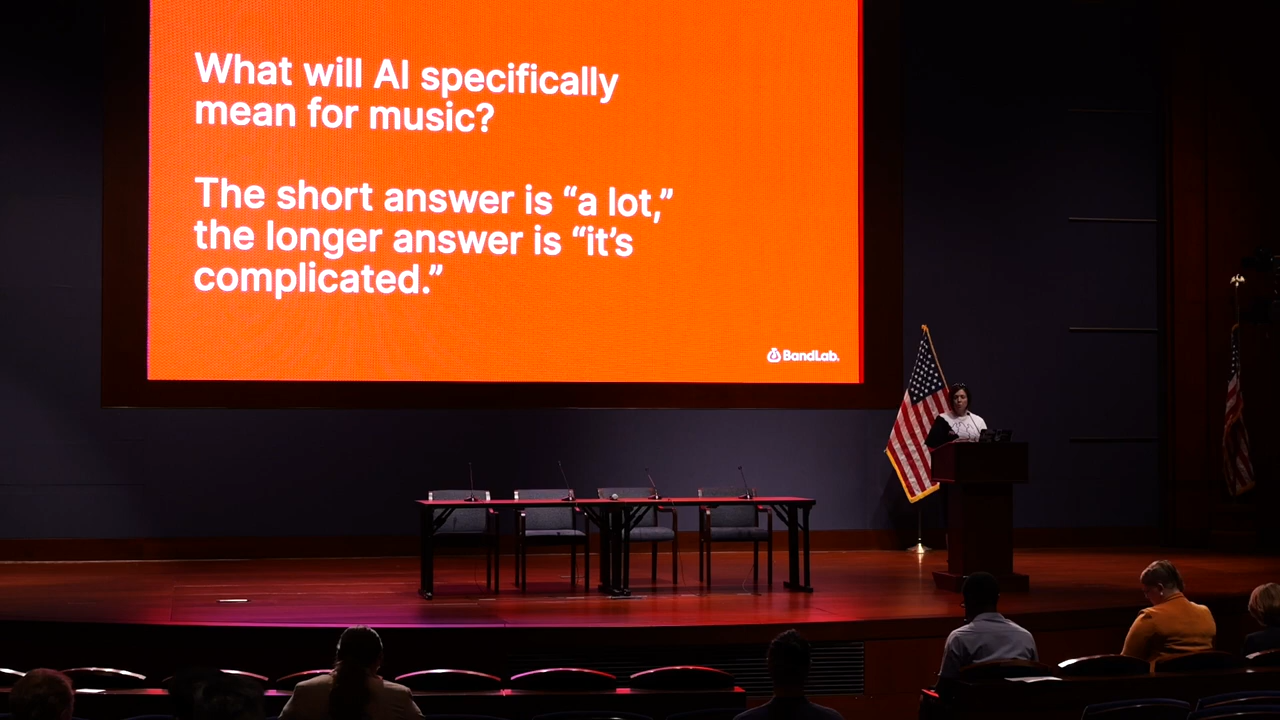 What will AI specifically
mean for music?
The short answer is “a lot,”
the longer answer is “it’s
complicated.”
BandLab.